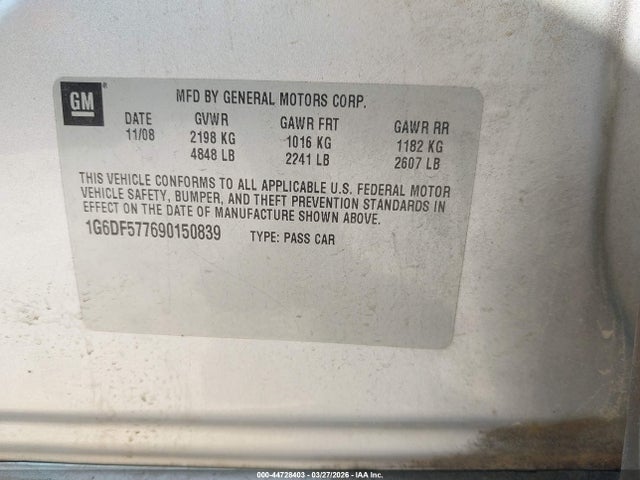 GM ®
MFD BY GENERAL MOTORS CORP.
DATE GVWR GAWR FRT GAWR RR
11/08 2198 KG 1016 KG 1182 KG
4848 LB 2241 LB 2607 LB
THIS VEHICLE CONFORMS TO ALL APPLICABLE U.S. FEDERAL MOTOR
VEHICLE SAFETY, BUMPER, AND THEFT PREVENTION STANDARDS IN
EFFECT ON THE DATE OF MANUFACTURE SHOWN ABOVE.
1G6DF577690150839 TYPE: PASS CAR
000-44728403 | 03/27/2026 | IAA Inc.